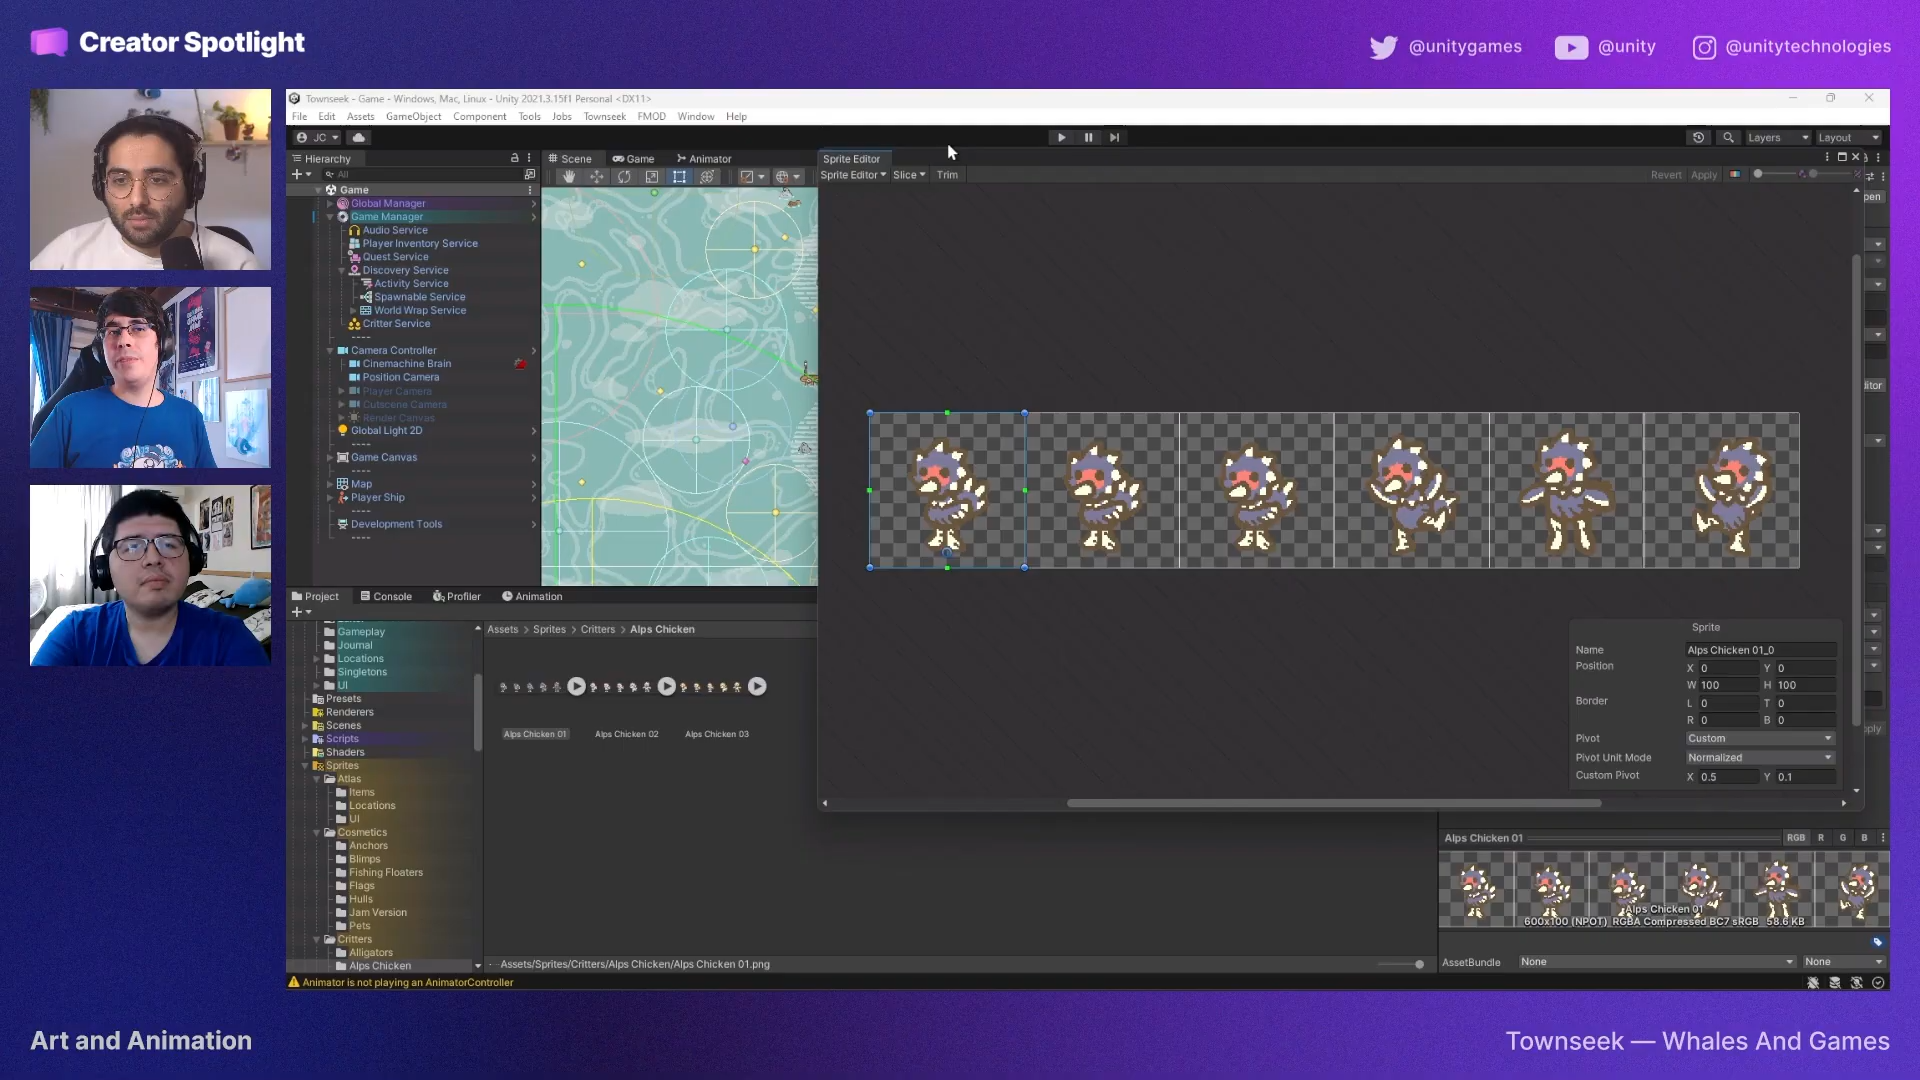 Creator Spotlight
@unitygames
@unity
@unitytechnologies
Townseek - Game - Windows, Mac, Linux - Unity 2021.3.15f1 Personal <DX11>
File Edit Assets GameObject Component Tools Jobs Townseek FMOD Window Help
JC
Layers
Layout
Hierarchy
Scene
Game
Animator
Sprite Editor
All
Sprite Editor
Slice
Trim
Revert
Apply
Game
Global Manager
Game Manager
Audio Service
Player Inventory Service
Quest Service
Discovery Service
Activity Service
Spawnable Service
World Wrap Service
Critter Service
----
Camera Controller
Cinemachine Brain
Position Camera
Player Camera
Cutscene Camera
Render Canvas
Global Light 2D
----
Game Canvas
----
Map
Player Ship
----
Development Tools
----
Project
Console
Profiler
Animation
Gameplay
Journal
Locations
Singletons
UI
Presets
Renderers
Scenes
Scripts
Shaders
Sprites
Atlas
Items
Locations
UI
Cosmetics
Anchors
Blimps
Fishing Floaters
Flags
Hulls
Jam Version
Pets
Critters
Alligators
Alps Chicken
Assets > Sprites > Critters > Alps Chicken
Alps Chicken 01
Alps Chicken 02
Alps Chicken 03
Assets/Sprites/Critters/Alps Chicken/Alps Chicken 01.png
Sprite
Name Alps Chicken 01_0
Position X 0 Y 0
W 100 H 100
Border L 0 T 0
R 0 B 0
Pivot Custom
Pivot Unit Mode Normalized
Custom Pivot X 0.5 Y 0.1
Alps Chicken 01
RGB R G B
Alps Chicken 01
600x100 (NPOT) RGBA Compressed BC7 sRGB 58.6 KB
AssetBundle None None
Animator is not playing an AnimatorController
Art and Animation
Townseek — Whales And Games